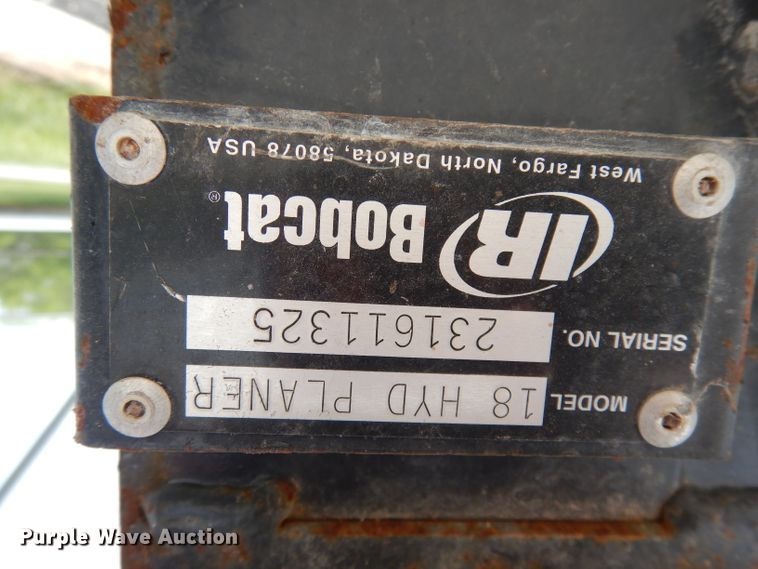 MODEL 18 HYD PLANER
SERIAL NO. 231611325
IR Bobcat®
West Fargo, North Dakota, 58078 USA
Purple Wave Auction